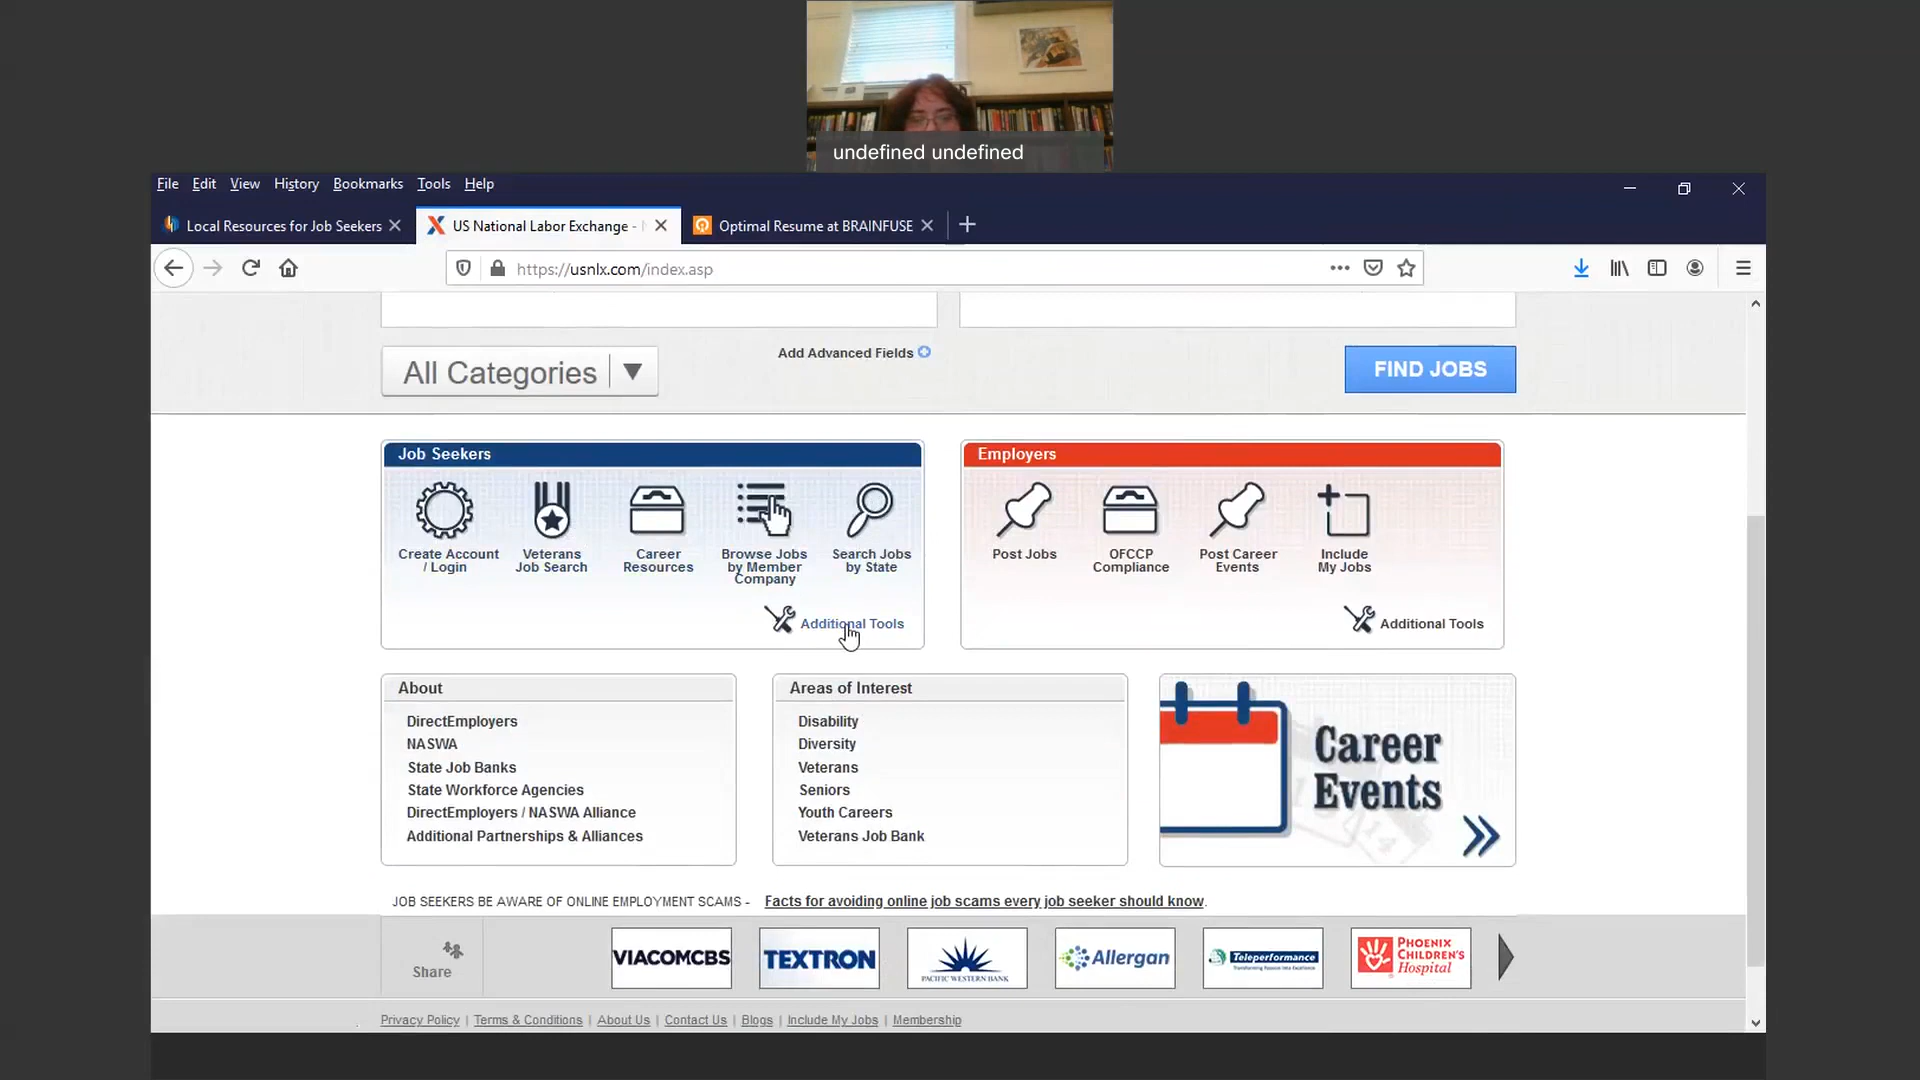 undefined undefined
File Edit View History Bookmarks Tools Help
Local Resources for Job Seekers
US National Labor Exchange -
Optimal Resume at BRAINFUSE
https://usnlx.com/index.asp
All Categories
Add Advanced Fields
FIND JOBS
Job Seekers
Create Account
/ Login
Veterans
Job Search
Career
Resources
Browse Jobs
by Member
Company
Search Jobs
by State
Additional Tools
Employers
Post Jobs
OFCCP
Compliance
Post Career
Events
Include
My Jobs
Additional Tools
About
DirectEmployers
NASWA
State Job Banks
State Workforce Agencies
DirectEmployers / NASWA Alliance
Additional Partnerships & Alliances
Areas of Interest
Disability
Diversity
Veterans
Seniors
Youth Careers
Veterans Job Bank
Career
Events
JOB SEEKERS BE AWARE OF ONLINE EMPLOYMENT SCAMS - Facts for avoiding online job scams every job seeker should know.
Share
VIACOMCBS
TEXTRON
PACIFIC WESTERN BANK
Allergan
Teleperformance
Transforming Passion into Excellence
PHOENIX
CHILDREN'S
Hospital
Privacy Policy | Terms & Conditions | About Us | Contact Us | Blogs | Include My Jobs | Membership